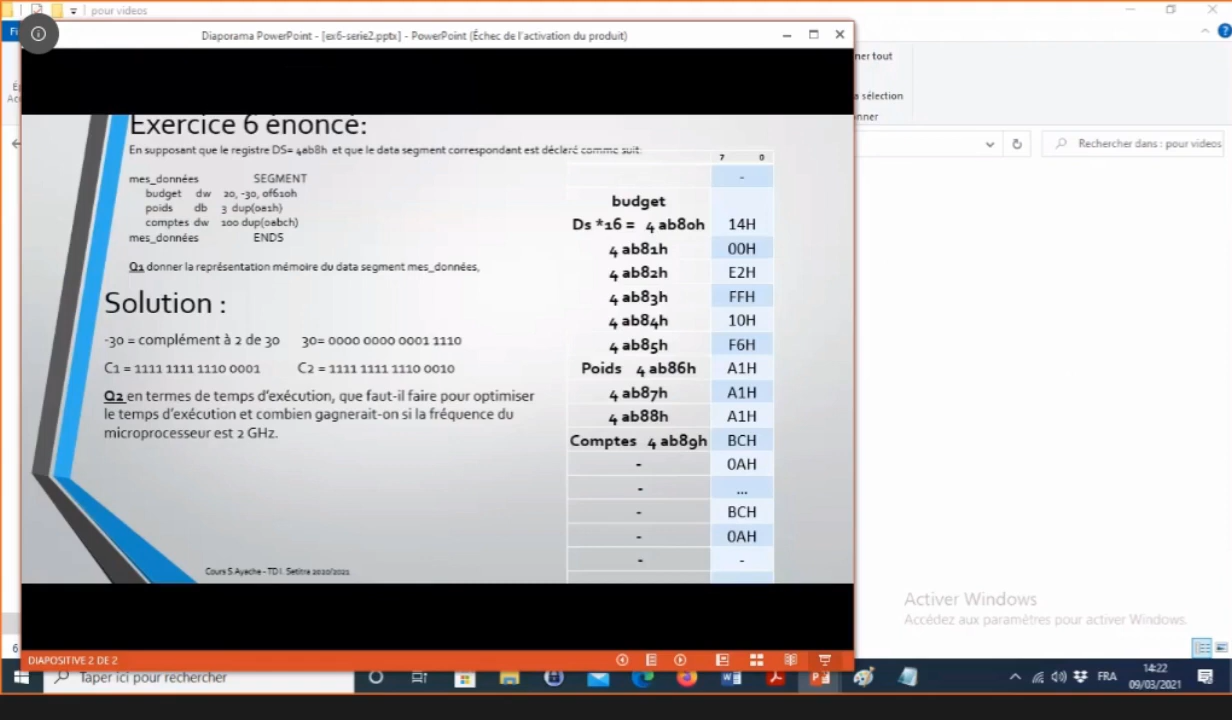 pour videos
Fi
Diaporama PowerPoint - [ex6-serie2.pptx] - PowerPoint (Échec de l'activation du produit)
ner tout
a sélection
nner
Rechercher dans : pour videos
Exercice 6 énoncé:
En supposant que le registre DS= 4ab8h et que le data segment correspondant est déclaré comme suit:
mes_données SEGMENT
budget dw 20, -30, 0f610h
poids db 3 dup(0a1h)
comptes dw 100 dup(0abch)
mes_données ENDS
Q1 donner la représentation mémoire du data segment mes_données,
Solution :
-30 = complément à 2 de 30 30= 0000 0000 0001 1110
C1 = 1111 1111 1110 0001 C2 = 1111 1111 1110 0010
Q2 en termes de temps d'exécution, que faut-il faire pour optimiser
le temps d'exécution et combien gagnerait-on si la fréquence du
microprocesseur est 2 GHz.
7 0
-
budget
Ds *16 = 4 ab80h 14H
4 ab81h 00H
4 ab82h E2H
4 ab83h FFH
4 ab84h 10H
4 ab85h F6H
Poids 4 ab86h A1H
4 ab87h A1H
4 ab88h A1H
Comptes 4 ab89h BCH
- 0AH
- ...
- BCH
- 0AH
- -
Cours S.Ayache - TD I. Setitra 2020/2021
Activer Windows
Accédez aux paramètres pour activer Windows.
DIAPOSITIVE 2 DE 2
Taper ici pour rechercher
FRA
14:22
09/03/2021